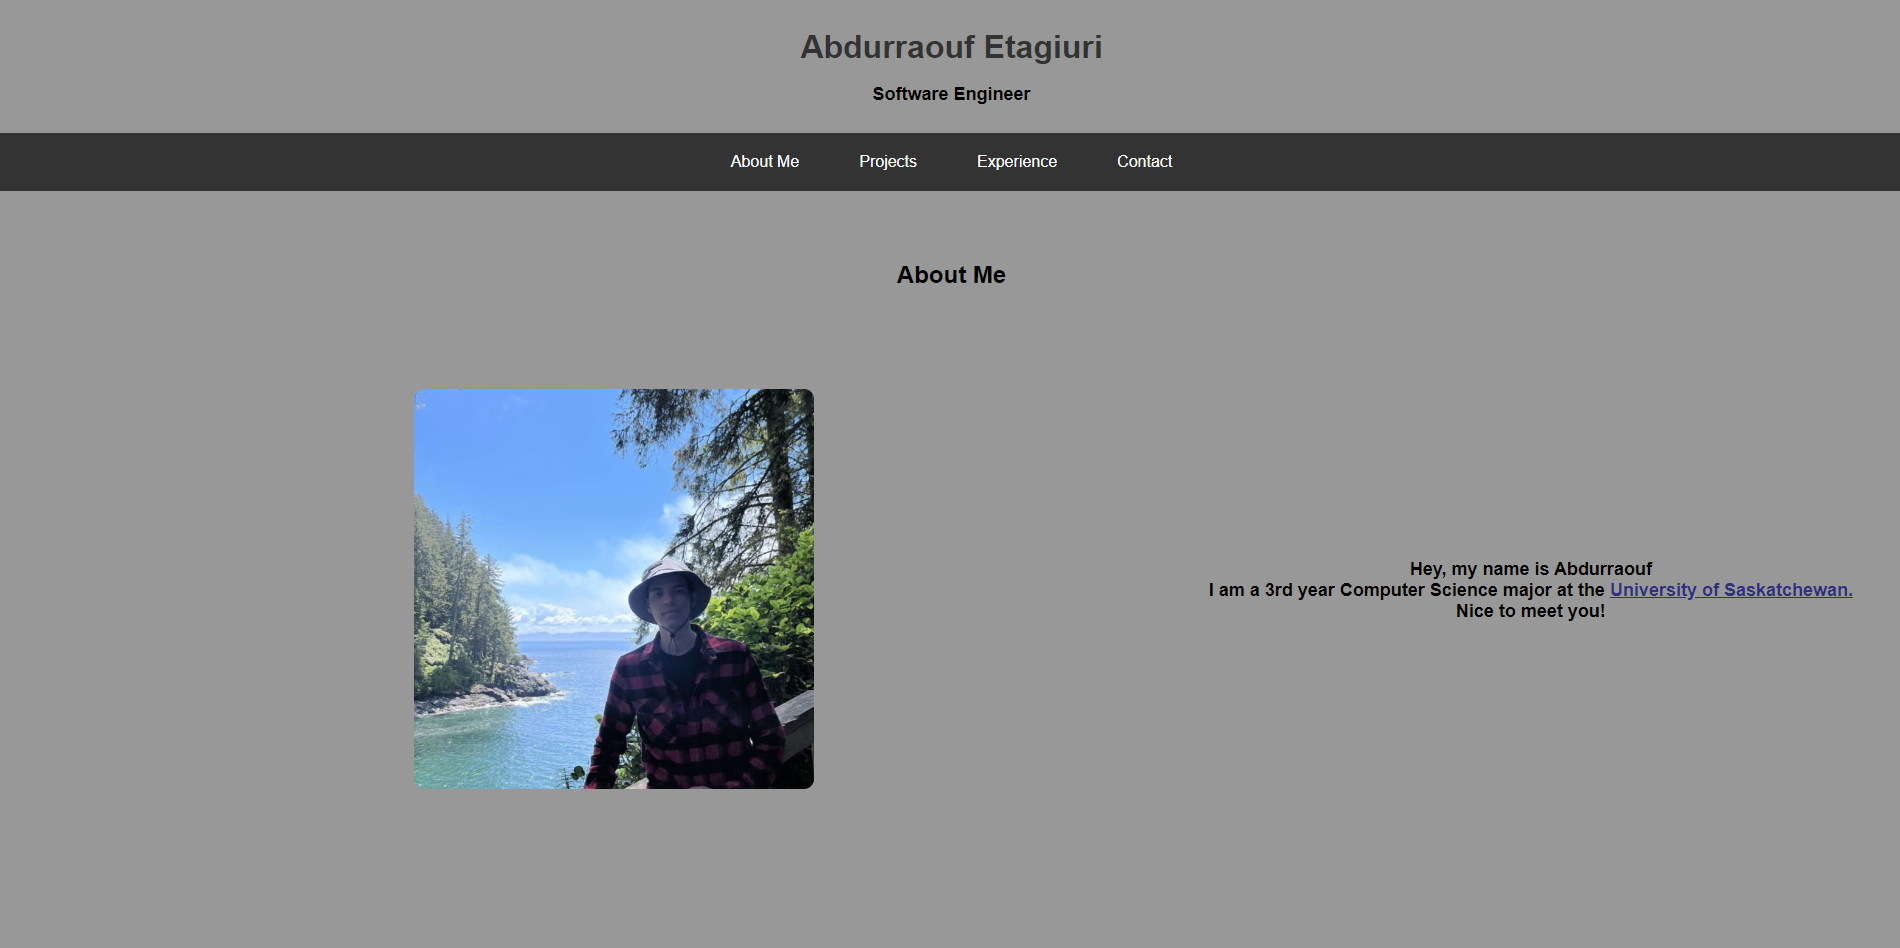 Abdurraouf Etagiuri
Software Engineer
About Me Projects Experience Contact
About Me
Hey, my name is Abdurraouf
I am a 3rd year Computer Science major at the University of Saskatchewan.
Nice to meet you!